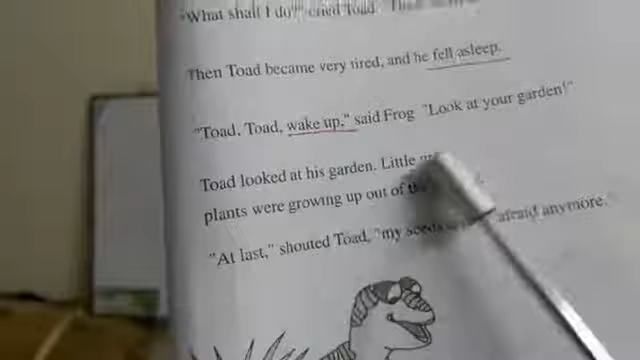 "What shall I do?" cried Toad.
Then Toad became very tired, and he fell asleep.
"Toad, Toad, wake up," said Frog "Look at your garden!"
Toad looked at his garden. Little
plants were growing up out of
"At last," shouted Toad, "my seeds afraid anymore."